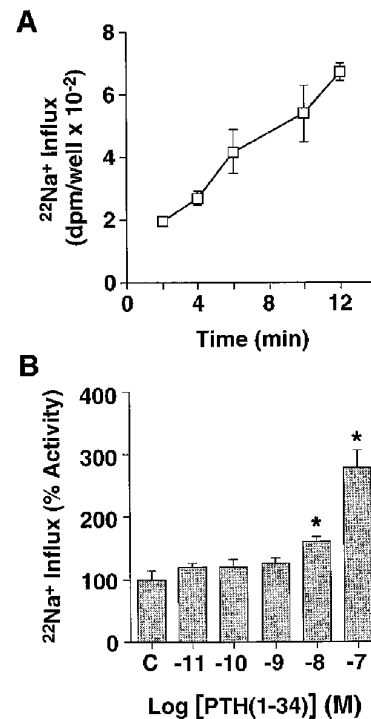 A
²²Na⁺ Influx
(dpm/well x 10⁻²)
8
6
4
2
0
0 4 8 12
Time (min)
B
²²Na⁺ Influx (% Activity)
400
300
200
100
0
*
*
C -11 -10 -9 -8 -7
Log [PTH(1-34)] (M)